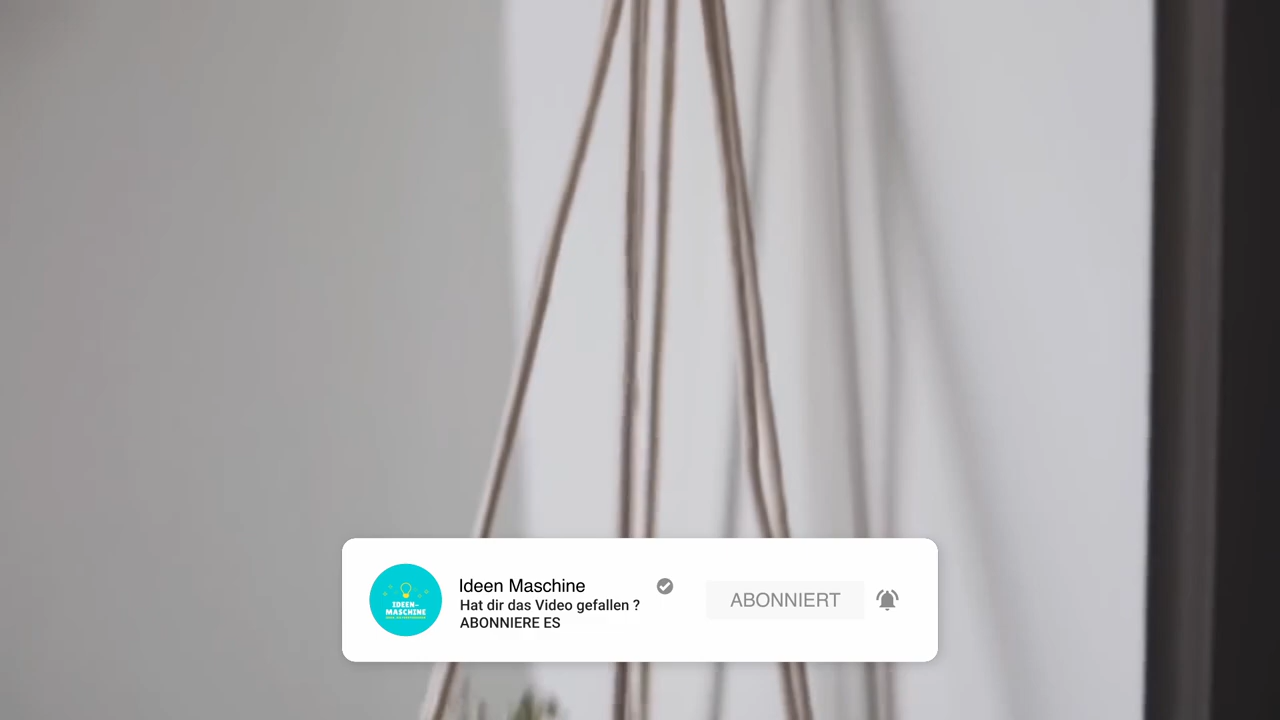 Ideen Maschine
Hat dir das Video gefallen ?
ABONNIERE ES
ABONNIERT
IDEEN-
MASCHINE